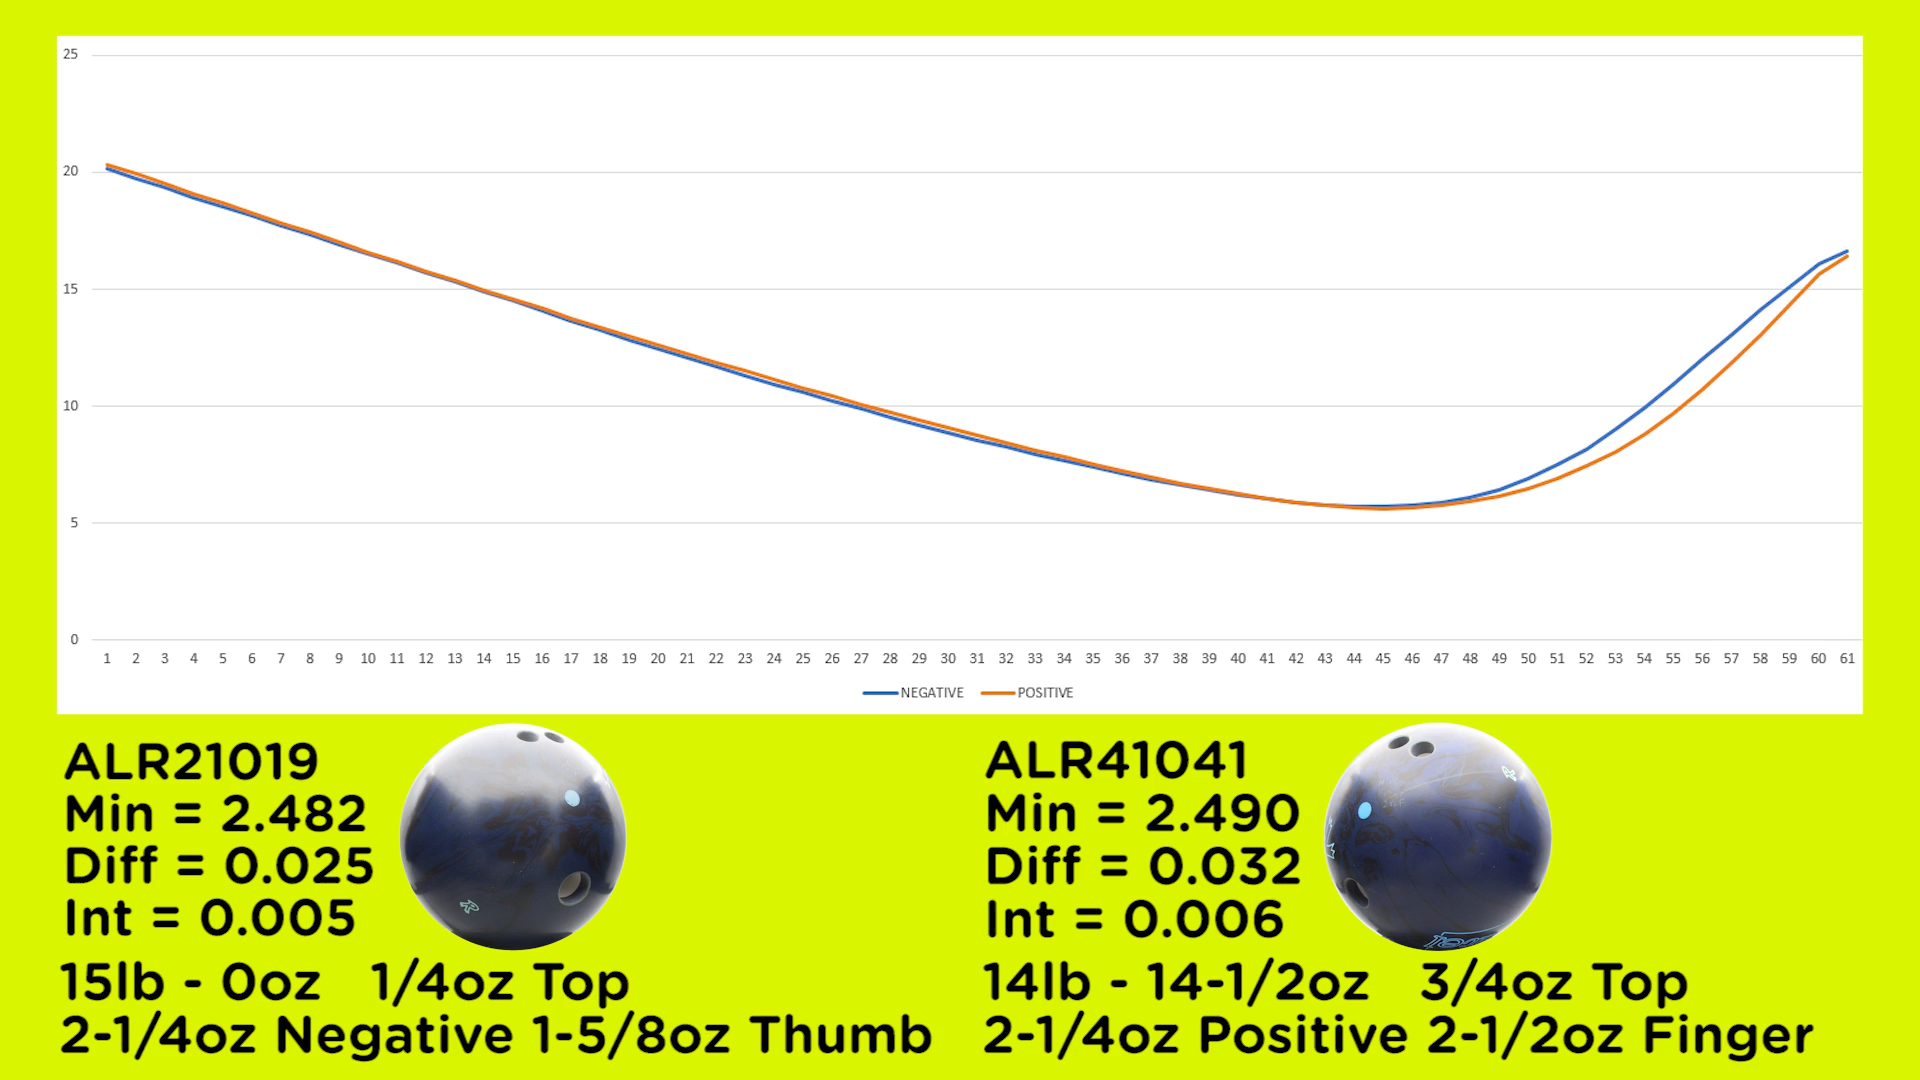 25
20
15
10
5
0
1 2 3 4 5 6 7 8 9 10 11 12 13 14 15 16 17 18 19 20 21 22 23 24 25 26 27 28 29 30 31 32 33 34 35 36 37 38 39 40 41 42 43 44 45 46 47 48 49 50 51 52 53 54 55 56 57 58 59 60 61
NEGATIVE POSITIVE
ALR21019
Min = 2.482
Diff = 0.025
Int = 0.005
15lb - 0oz 1/4oz Top
2-1/4oz Negative 1-5/8oz Thumb
ALR41041
Min = 2.490
Diff = 0.032
Int = 0.006
14lb - 14-1/2oz 3/4oz Top
2-1/4oz Positive 2-1/2oz Finger